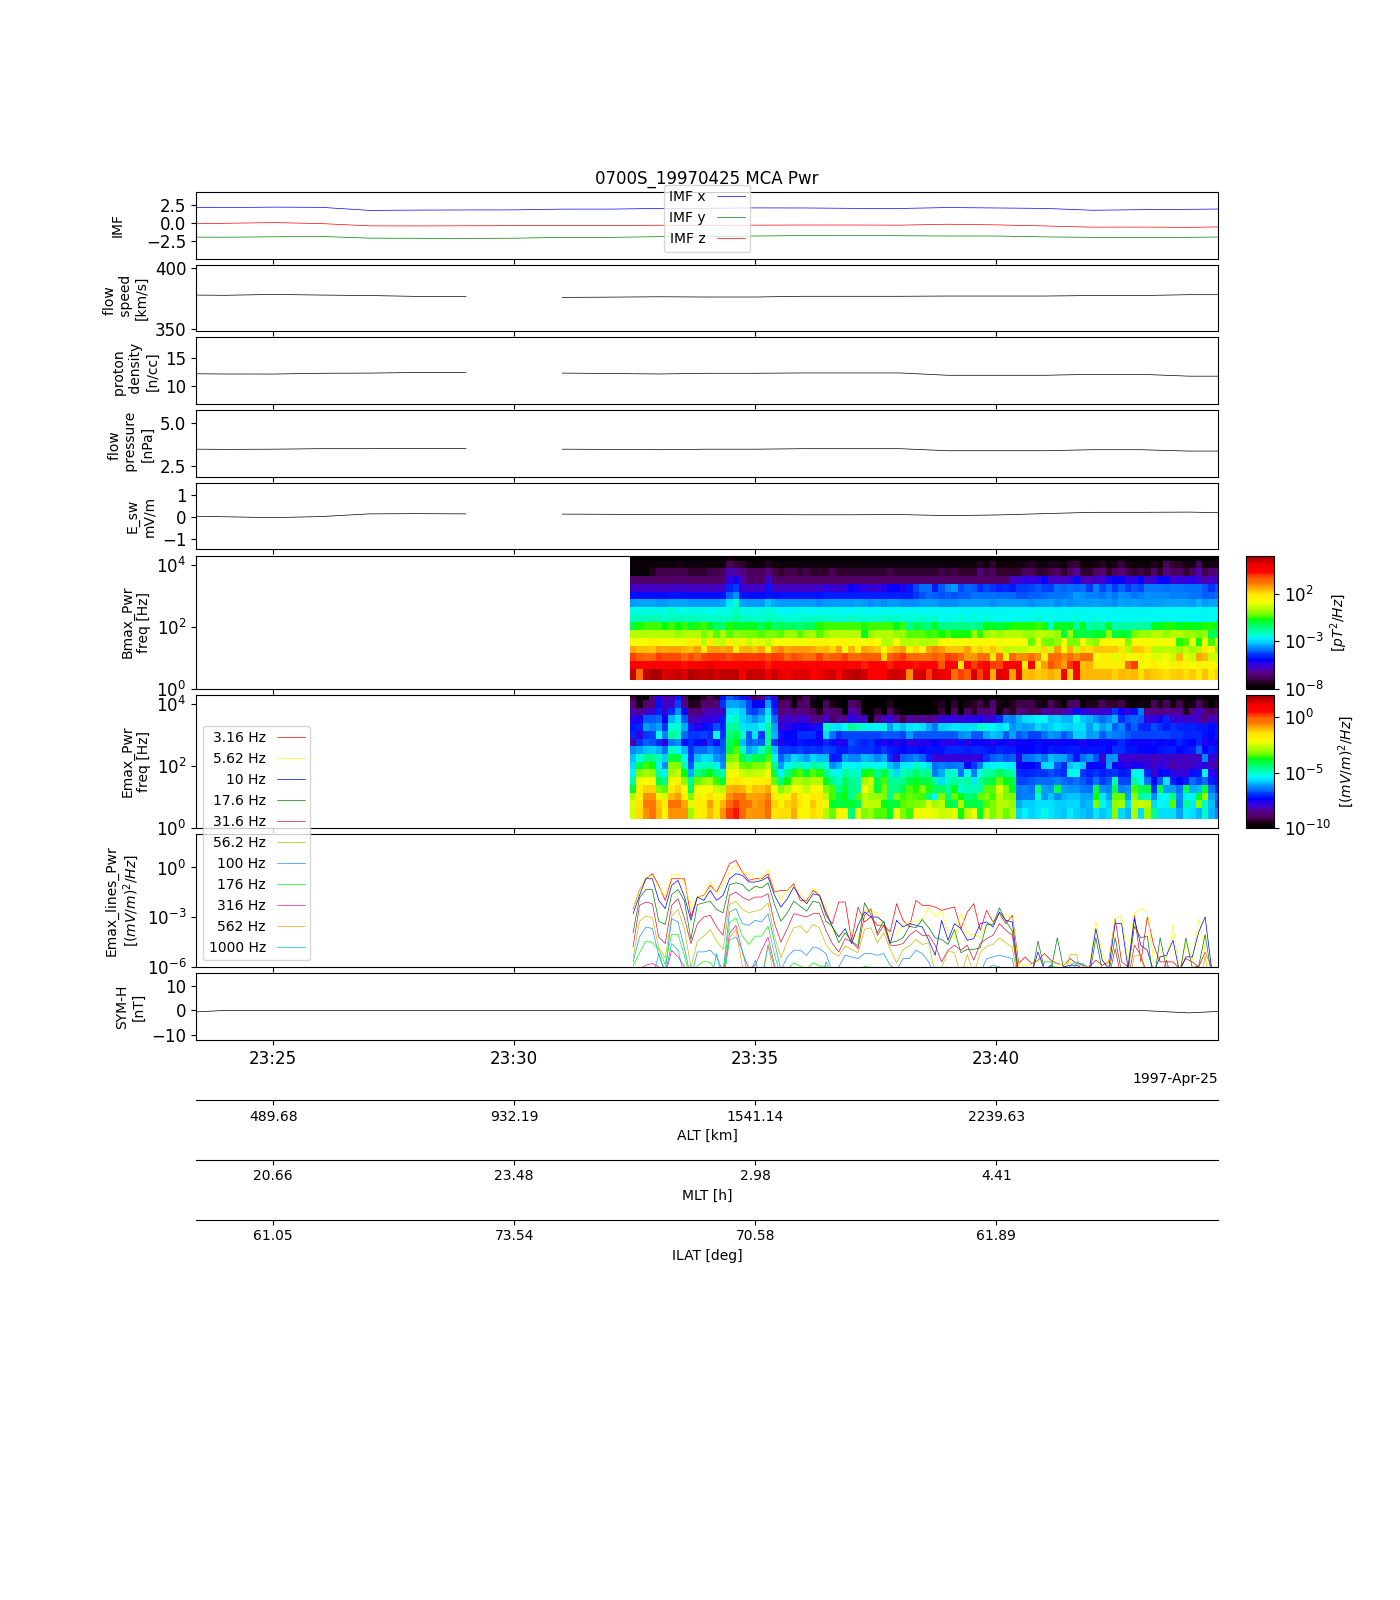 0700S_19970425 MCA Pwr
IMF
2.5
0.0
−2.5
IMF x
IMF y
IMF z
flow
speed
[km/s]
400
350
proton
density
[n/cc]
15
10
flow
pressure
[nPa]
5.0
2.5
E_sw
mV/m
1
0
−1
Bmax_Pwr
freq [Hz]
10^4
10^2
10^0
10^2
10^−3
10^−8
[pT^2/Hz]
Emax_Pwr
freq [Hz]
10^4
10^2
10^0
10^0
10^−5
10^−10
[(mV/m)^2/Hz]
3.16 Hz
5.62 Hz
10 Hz
17.6 Hz
31.6 Hz
56.2 Hz
100 Hz
176 Hz
316 Hz
562 Hz
1000 Hz
Emax_lines_Pwr
[(mV/m)^2/Hz]
10^0
10^−3
10^−6
SYM-H
[nT]
10
0
−10
23:25 23:30 23:35 23:40
1997-Apr-25
489.68 932.19 1541.14 2239.63
ALT [km]
20.66 23.48 2.98 4.41
MLT [h]
61.05 73.54 70.58 61.89
ILAT [deg]